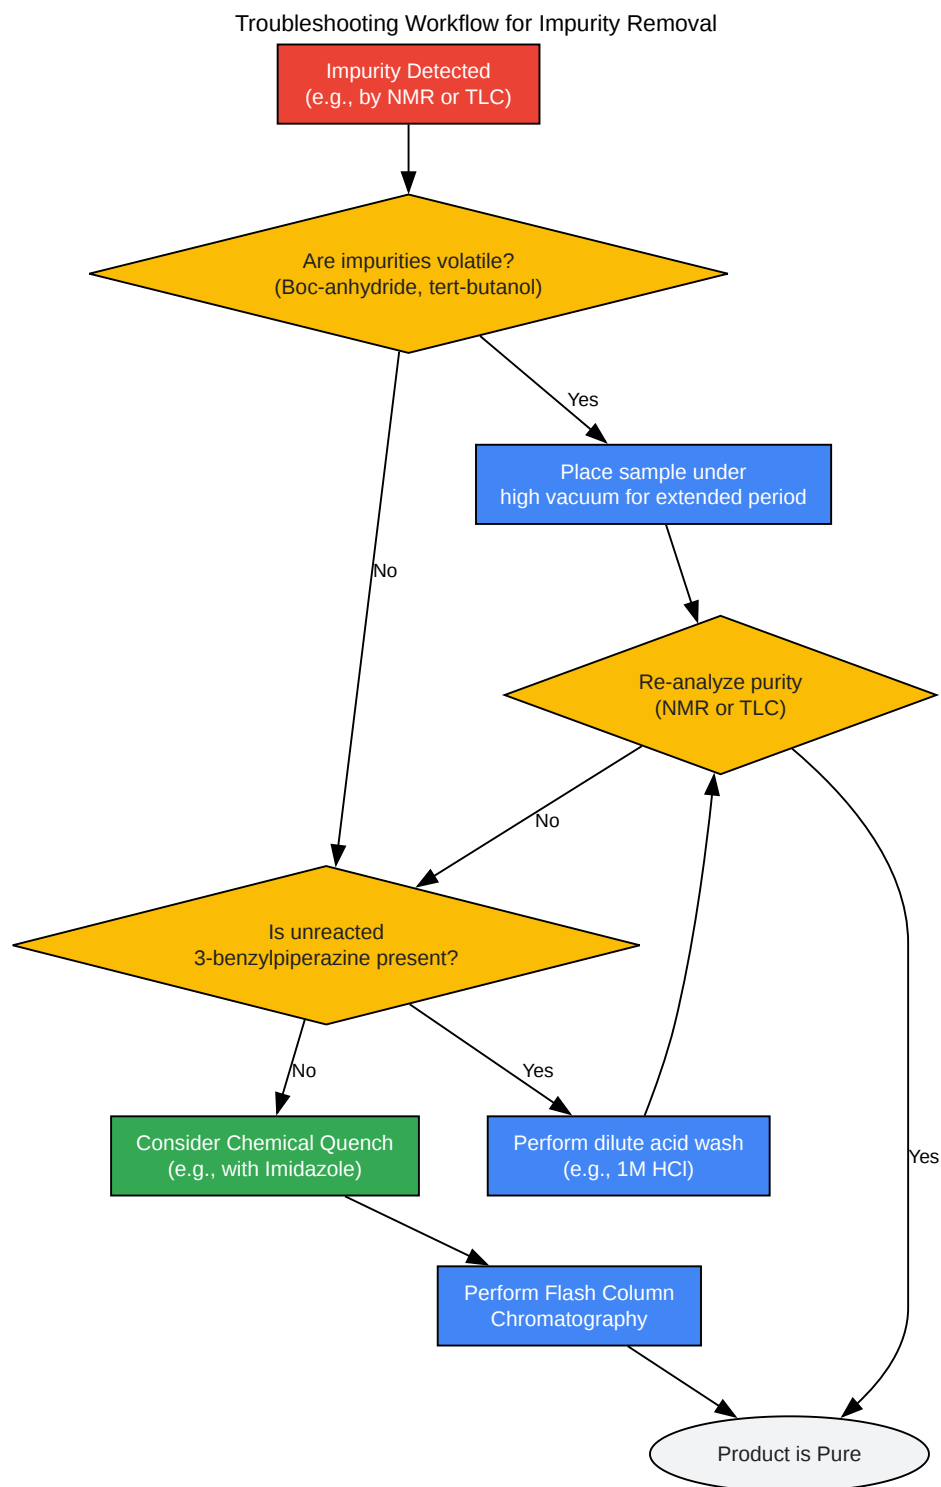 Troubleshooting Workflow for Impurity Removal
Impurity Detected
(e.g., by NMR or TLC)
Are impurities volatile?
(Boc-anhydride, tert-butanol)
Yes
Place sample under
high vacuum for extended period
No
Re-analyze purity
(NMR or TLC)
No
Is unreacted
3-benzylpiperazine present?
No
Yes
Consider Chemical Quench
(e.g., with Imidazole)
Perform dilute acid wash
(e.g., 1M HCl)
Yes
Perform Flash Column
Chromatography
Product is Pure